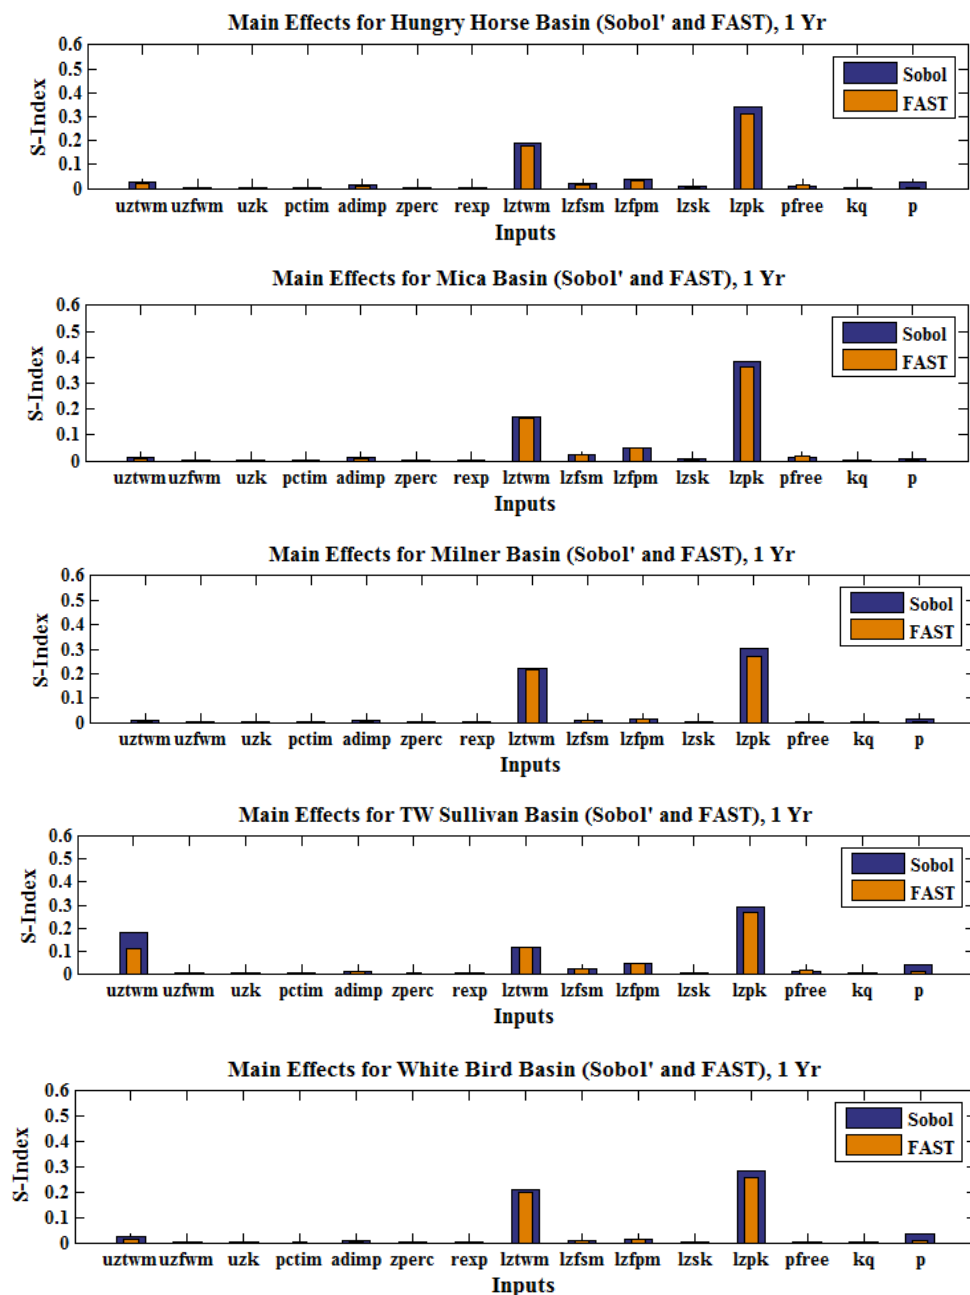 Main Effects for Hungry Horse Basin (Sobol' and FAST), 1 Yr
0.6
0.5
0.4
0.3
0.2
0.1
0
S-Index
Sobol
FAST
uztwm uzfwm uzk pctim adimp zperc rexp lztwm lzfsm lzfpm lzsk lzpk pfree kq p
Inputs
Main Effects for Mica Basin (Sobol' and FAST), 1 Yr
0.6
0.5
0.4
0.3
0.2
0.1
0
S-Index
Sobol
FAST
uztwm uzfwm uzk pctim adimp zperc rexp lztwm lzfsm lzfpm lzsk lzpk pfree kq p
Inputs
Main Effects for Milner Basin (Sobol' and FAST), 1 Yr
0.6
0.5
0.4
0.3
0.2
0.1
0
S-Index
Sobol
FAST
uztwm uzfwm uzk pctim adimp zperc rexp lztwm lzfsm lzfpm lzsk lzpk pfree kq p
Inputs
Main Effects for TW Sullivan Basin (Sobol' and FAST), 1 Yr
0.6
0.5
0.4
0.3
0.2
0.1
0
S-Index
Sobol
FAST
uztwm uzfwm uzk pctim adimp zperc rexp lztwm lzfsm lzfpm lzsk lzpk pfree kq p
Inputs
Main Effects for White Bird Basin (Sobol' and FAST), 1 Yr
0.6
0.5
0.4
0.3
0.2
0.1
0
S-Index
Sobol
FAST
uztwm uzfwm uzk pctim adimp zperc rexp lztwm lzfsm lzfpm lzsk lzpk pfree kq p
Inputs